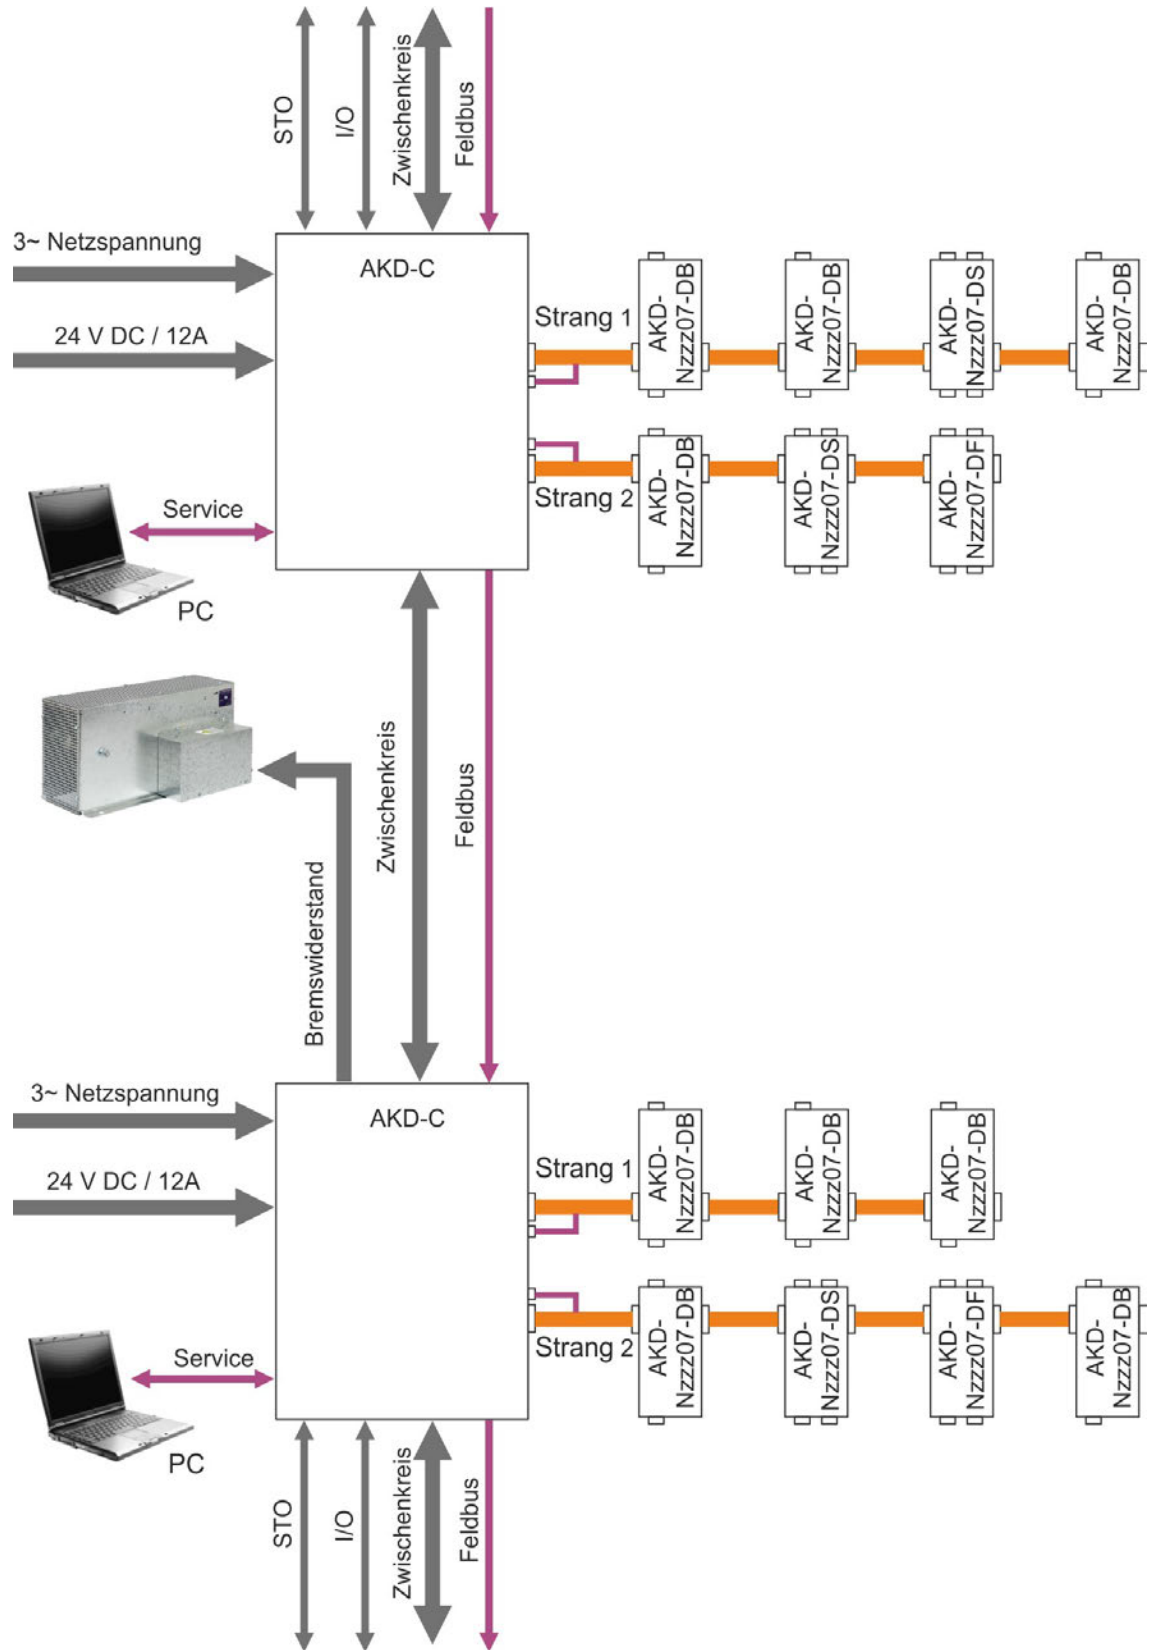 STO
I/O
Zwischenkreis
Feldbus
3~ Netzspannung
AKD-C
24 V DC / 12A
Strang 1
AKD-
Nzzz07-DB
AKD-
Nzzz07-DB
AKD-
Nzzz07-DS
AKD-
Nzzz07-DB
Strang 2
AKD-
Nzzz07-DB
AKD-
Nzzz07-DS
AKD-
Nzzz07-DF
Service
PC
Zwischenkreis
Feldbus
Bremswiderstand
3~ Netzspannung
AKD-C
24 V DC / 12A
Strang 1
AKD-
Nzzz07-DB
AKD-
Nzzz07-DB
AKD-
Nzzz07-DB
Strang 2
AKD-
Nzzz07-DB
AKD-
Nzzz07-DS
AKD-
Nzzz07-DF
AKD-
Nzzz07-DB
Service
PC
STO
I/O
Zwischenkreis
Feldbus